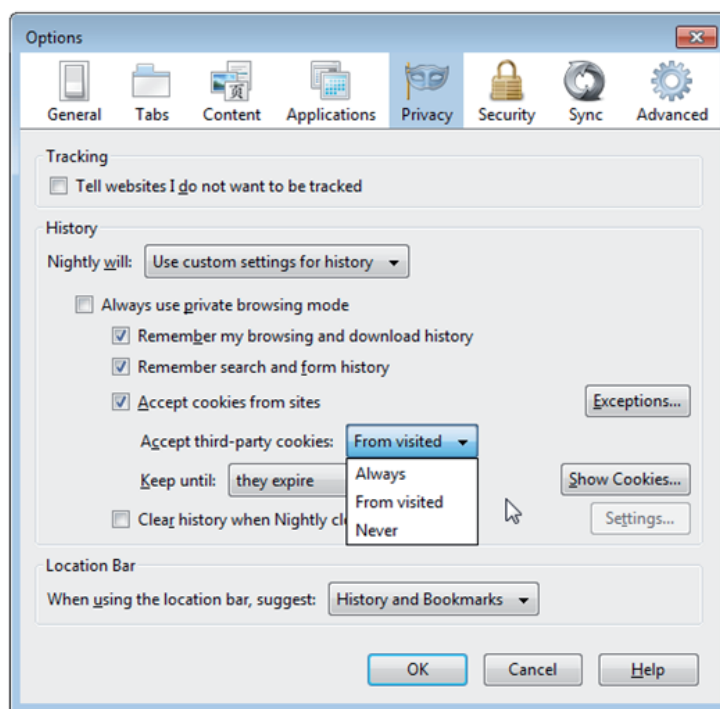 Options
General Tabs Content Applications Privacy Security Sync Advanced
Tracking
Tell websites I do not want to be tracked
History
Nightly will: Use custom settings for history
Always use private browsing mode
Remember my browsing and download history
Remember search and form history
Accept cookies from sites Exceptions...
Accept third-party cookies: From visited
Always
Keep until: they expire Show Cookies...
From visited
Clear history when Nightly cl Settings...
Never
Location Bar
When using the location bar, suggest: History and Bookmarks
OK Cancel Help